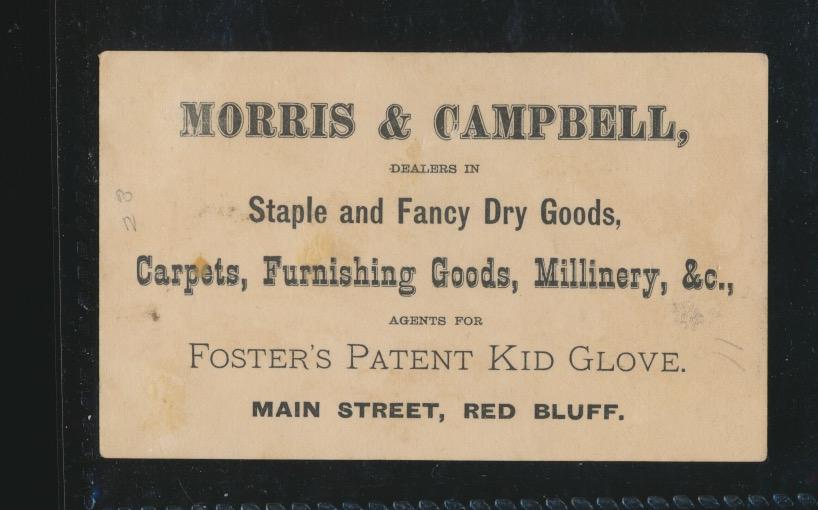 MORRIS & CAMPBELL,
DEALERS IN
Staple and Fancy Dry Goods,
Carpets, Furnishing Goods, Millinery, &c.,
AGENTS FOR
FOSTER'S PATENT KID GLOVE.
MAIN STREET, RED BLUFF.
23